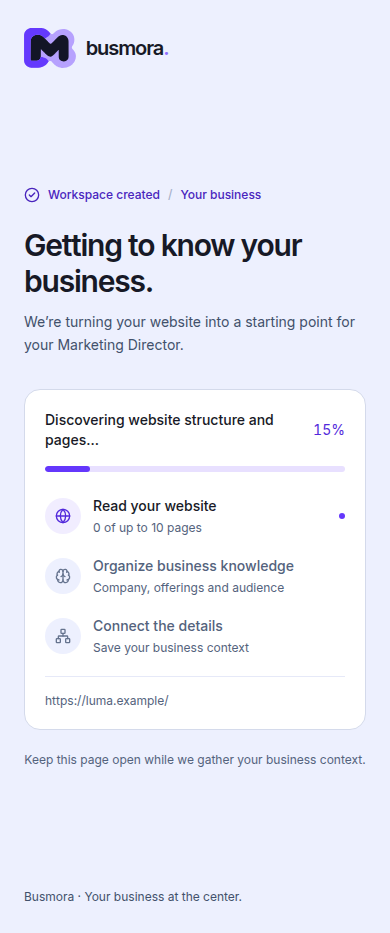 busmora.
Workspace created / Your business
Getting to know your
business.
We’re turning your website into a starting point for
your Marketing Director.
Discovering website structure and
pages...
15%
Read your website
0 of up to 10 pages
Organize business knowledge
Company, offerings and audience
Connect the details
Save your business context
https://luma.example/
Keep this page open while we gather your business context.
Busmora · Your business at the center.